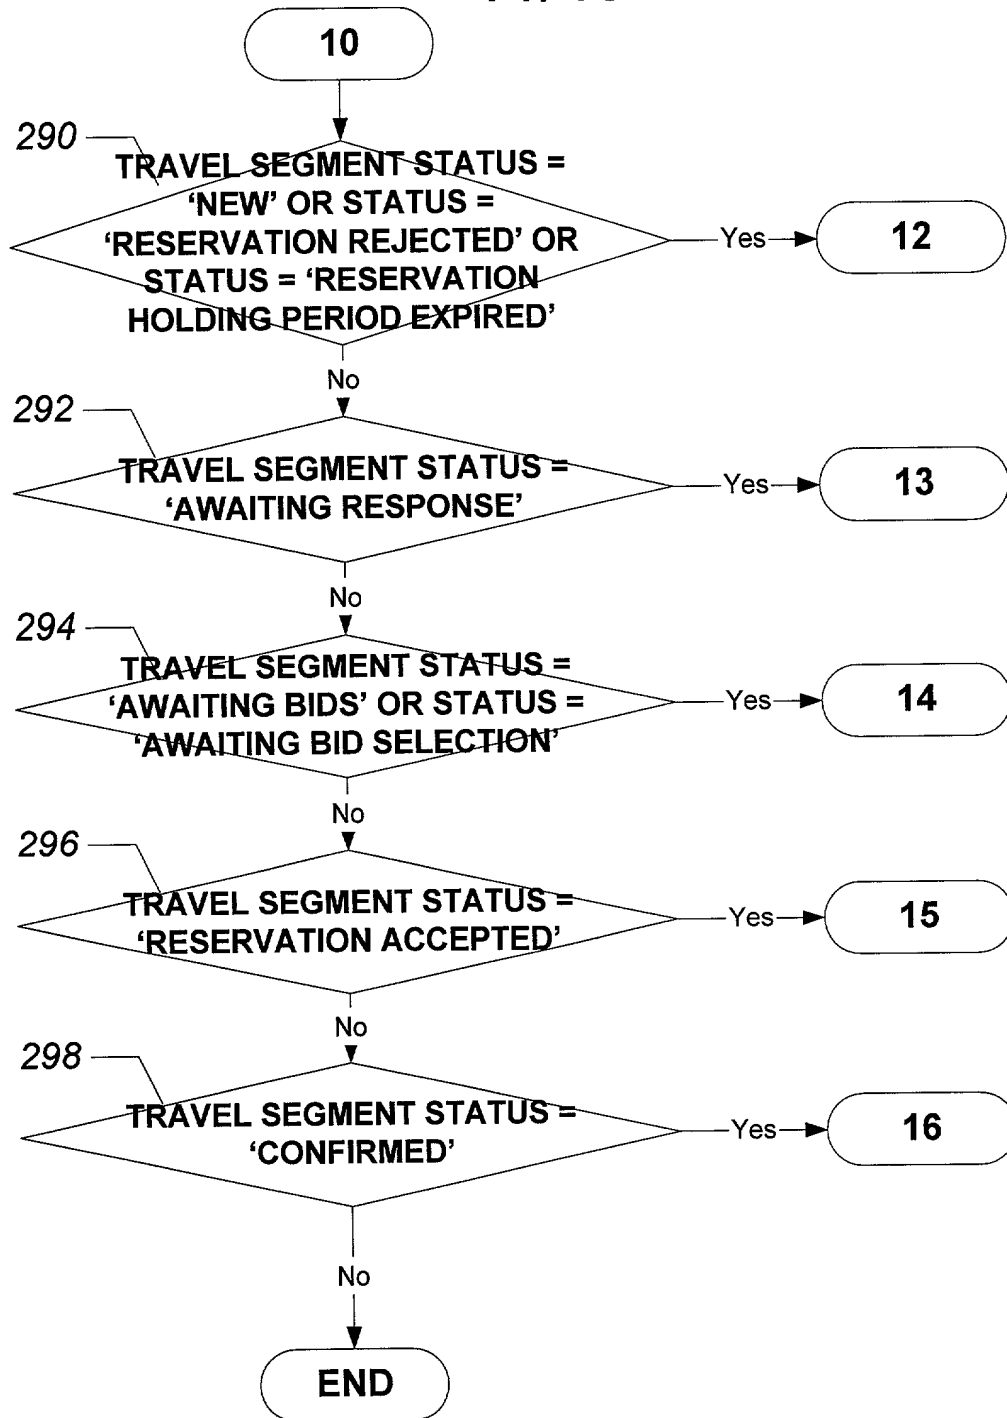 10
290
TRAVEL SEGMENT STATUS =
‘NEW’ OR STATUS =
‘RESERVATION REJECTED’ OR
STATUS = ‘RESERVATION
HOLDING PERIOD EXPIRED’
Yes
12
No
292
TRAVEL SEGMENT STATUS =
‘AWAITING RESPONSE’
Yes
13
No
294
TRAVEL SEGMENT STATUS =
‘AWAITING BIDS’ OR STATUS =
‘AWAITING BID SELECTION’
Yes
14
No
296
TRAVEL SEGMENT STATUS =
‘RESERVATION ACCEPTED’
Yes
15
No
298
TRAVEL SEGMENT STATUS =
‘CONFIRMED’
Yes
16
No
END